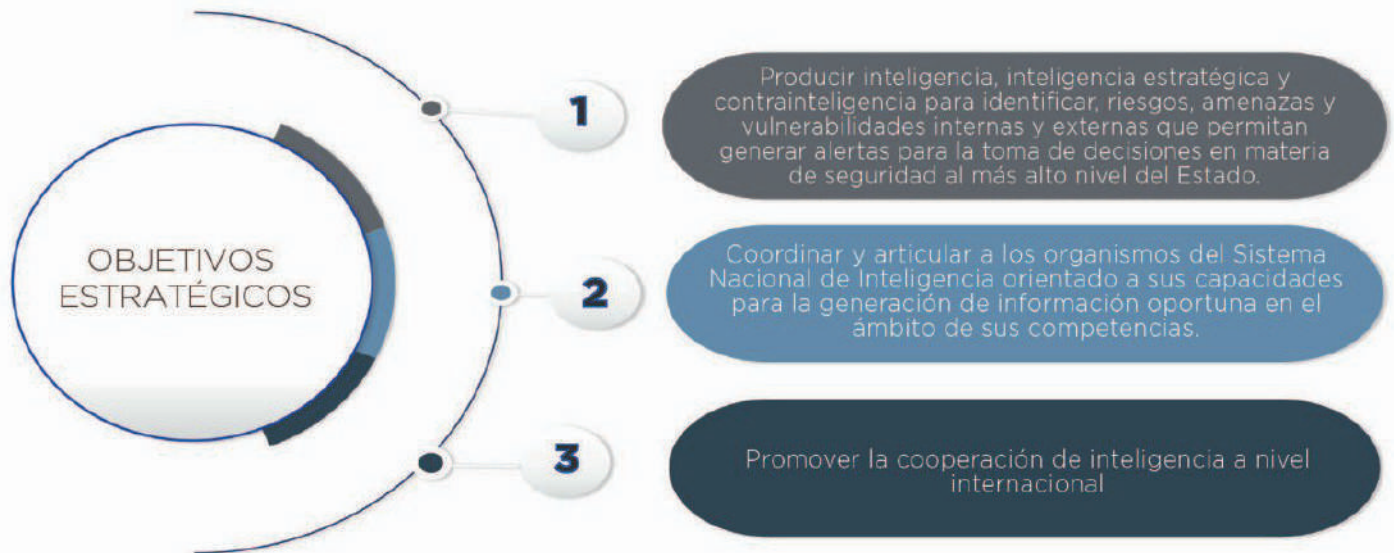 OBJETIVOS
ESTRATÉGICOS
1
Producir inteligencia, inteligencia estratégica y
contrainteligencia para identificar, riesgos, amenazas y
vulnerabilidades internas y externas que permitan
generar alertas para la toma de decisiones en materia
de seguridad al más alto nivel del Estado.
2
Coordinar y articular a los organismos del Sistema
Nacional de Inteligencia orientado a sus capacidades
para la generación de información oportuna en el
ámbito de sus competencias.
3
Promover la cooperación de inteligencia a nivel
internacional